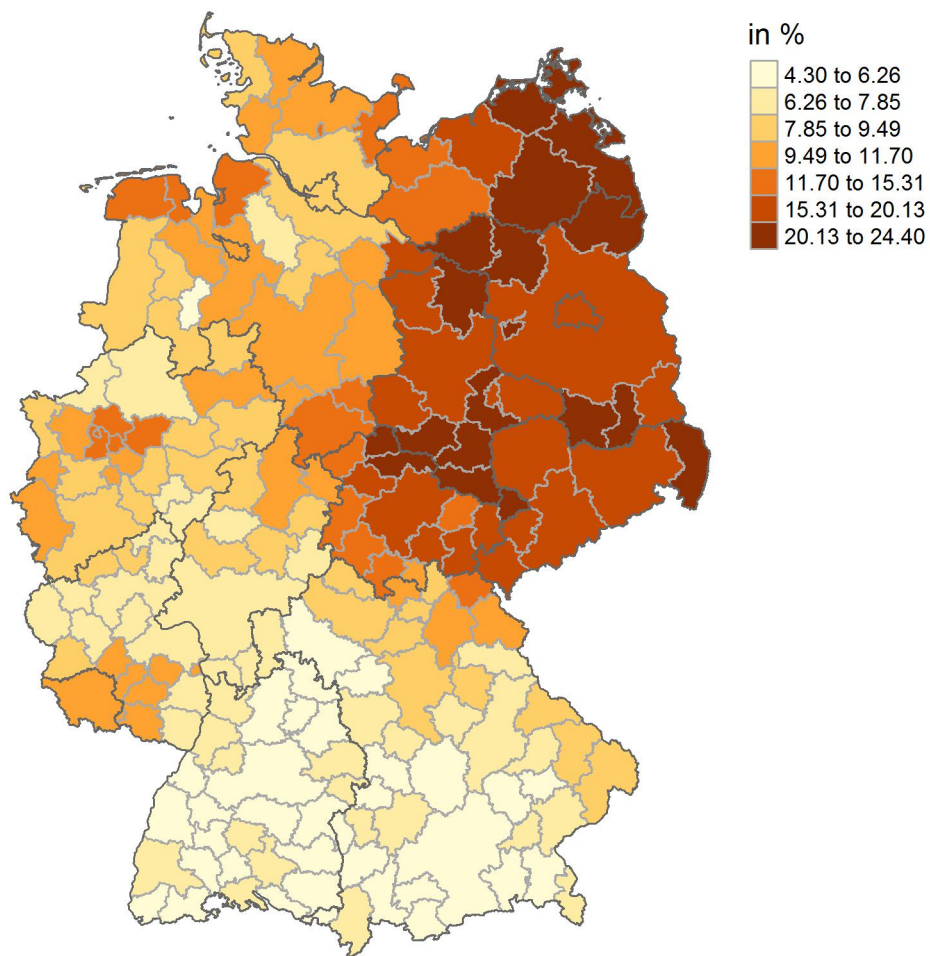 in %
4.30 to 6.26
6.26 to 7.85
7.85 to 9.49
9.49 to 11.70
11.70 to 15.31
15.31 to 20.13
20.13 to 24.40